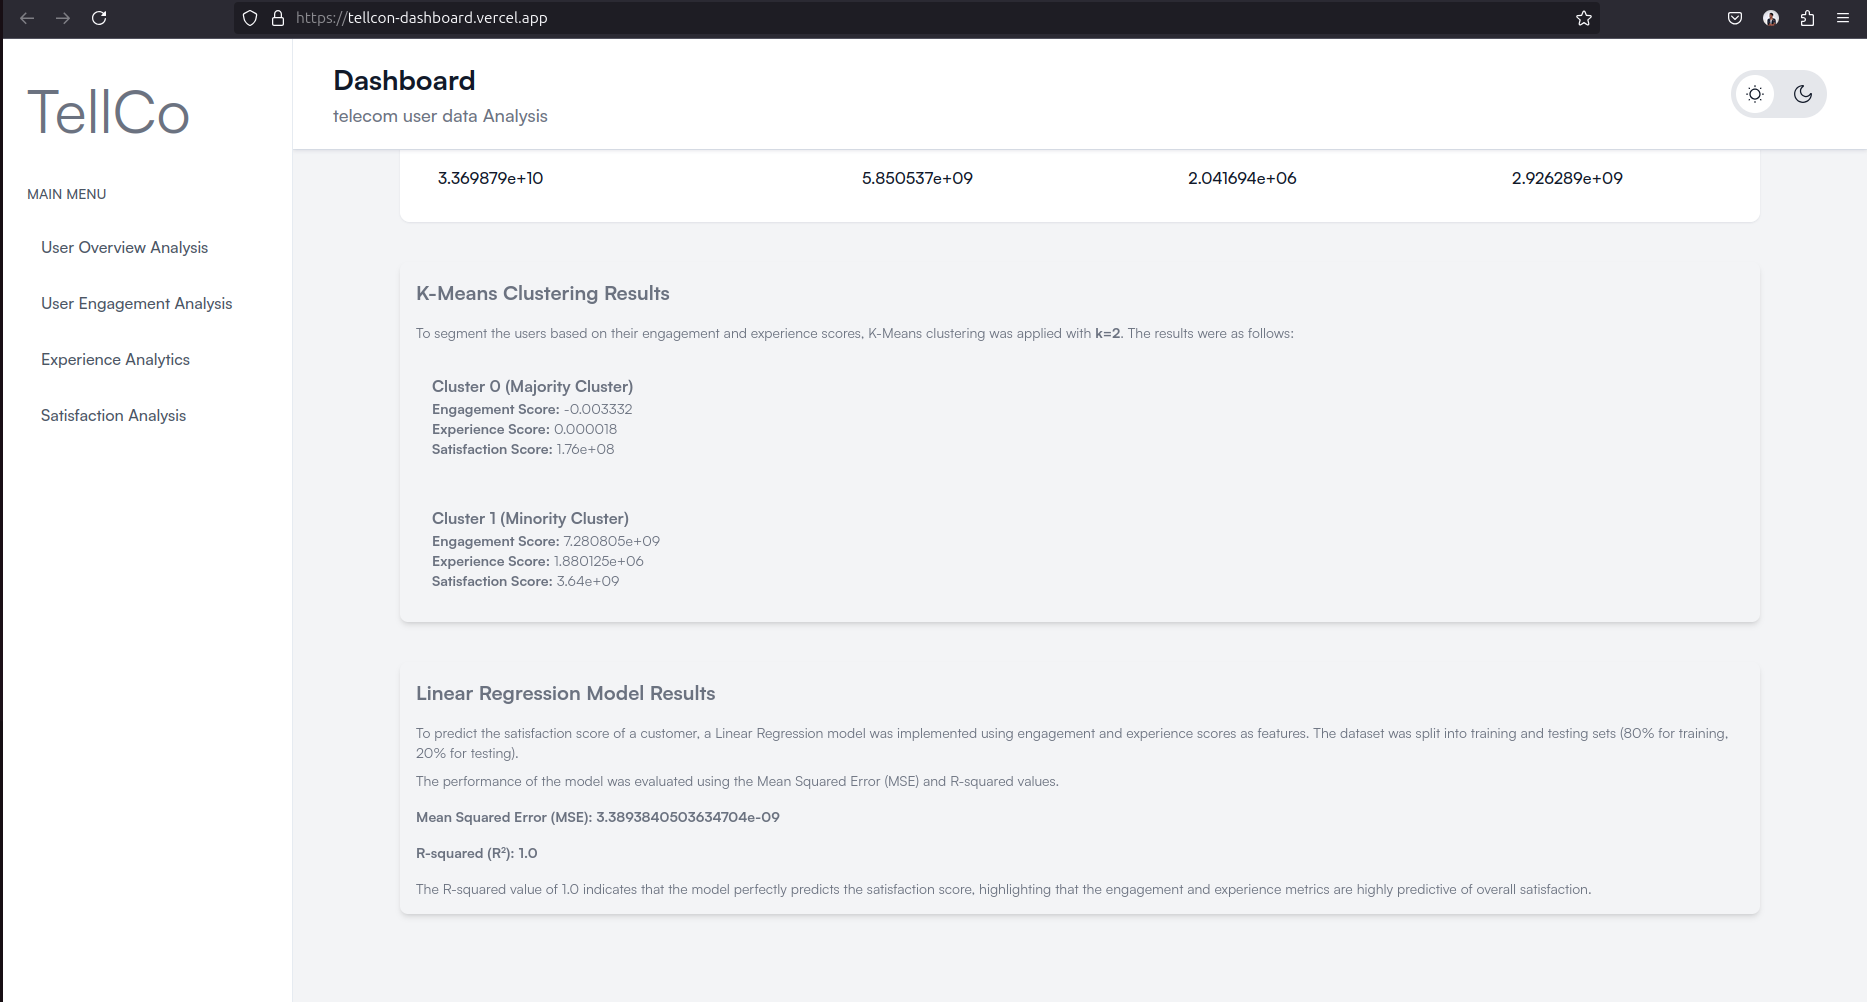 https://tellcon-dashboard.vercel.app
TellCo
MAIN MENU
User Overview Analysis
User Engagement Analysis
Experience Analytics
Satisfaction Analysis
Dashboard
telecom user data Analysis
3.369879e+10 5.850537e+09 2.041694e+06 2.926289e+09
K-Means Clustering Results
To segment the users based on their engagement and experience scores, K-Means clustering was applied with k=2. The results were as follows:
Cluster 0 (Majority Cluster)
Engagement Score: -0.003332
Experience Score: 0.000018
Satisfaction Score: 1.76e+08
Cluster 1 (Minority Cluster)
Engagement Score: 7.280805e+09
Experience Score: 1.880125e+06
Satisfaction Score: 3.64e+09
Linear Regression Model Results
To predict the satisfaction score of a customer, a Linear Regression model was implemented using engagement and experience scores as features. The dataset was split into training and testing sets (80% for training,
20% for testing).
The performance of the model was evaluated using the Mean Squared Error (MSE) and R-squared values.
Mean Squared Error (MSE): 3.3893840503634704e-09
R-squared (R²): 1.0
The R-squared value of 1.0 indicates that the model perfectly predicts the satisfaction score, highlighting that the engagement and experience metrics are highly predictive of overall satisfaction.